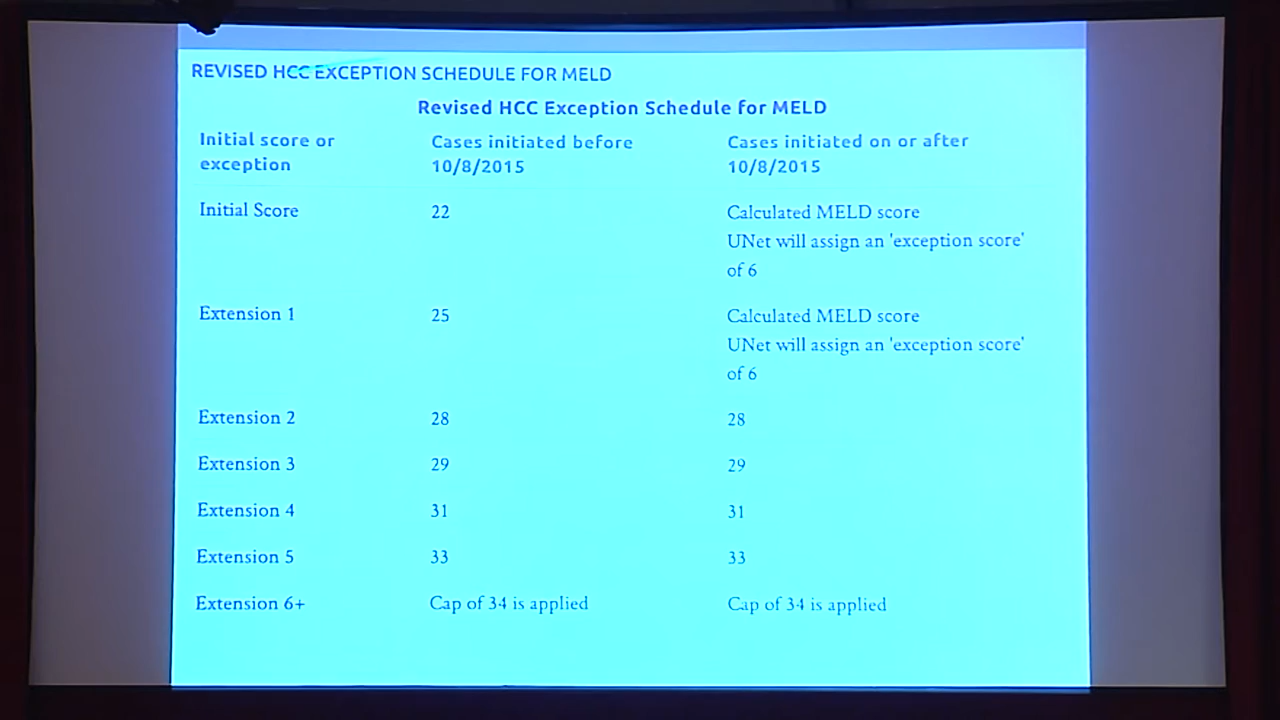 REVISED HCC EXCEPTION SCHEDULE FOR MELD
Revised HCC Exception Schedule for MELD
Initial score or exception
Cases initiated before 10/8/2015
Cases initiated on or after 10/8/2015
Initial Score
22
Calculated MELD score
UNet will assign an 'exception score' of 6
Extension 1
25
Calculated MELD score
UNet will assign an 'exception score' of 6
Extension 2
28
28
Extension 3
29
29
Extension 4
31
31
Extension 5
33
33
Extension 6+
Cap of 34 is applied
Cap of 34 is applied